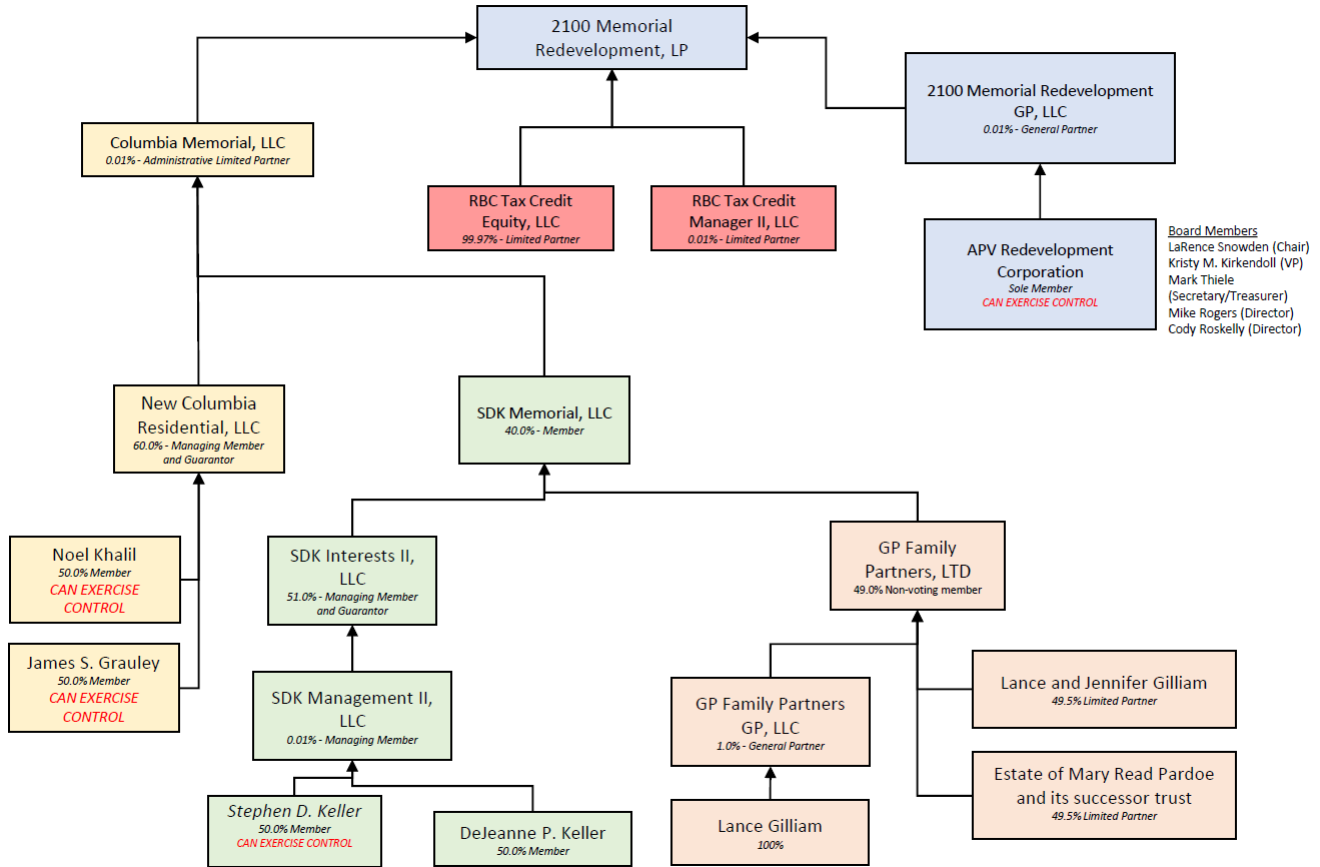 2100 Memorial
Redevelopment, LP
2100 Memorial Redevelopment
GP, LLC
0.01% - General Partner
Columbia Memorial, LLC
0.01% - Administrative Limited Partner
RBC Tax Credit
Equity, LLC
99.97% - Limited Partner
RBC Tax Credit
Manager II, LLC
0.01% - Limited Partner
APV Redevelopment
Corporation
Sole Member
CAN EXERCISE CONTROL
Board Members
LaRence Snowden (Chair)
Kristy M. Kirkendoll (VP)
Mark Thiele
(Secretary/Treasurer)
Mike Rogers (Director)
Cody Roskelly (Director)
New Columbia
Residential, LLC
60.0% - Managing Member
and Guarantor
SDK Memorial, LLC
40.0% - Member
Noel Khalil
50.0% Member
CAN EXERCISE
CONTROL
SDK Interests II,
LLC
51.0% - Managing Member
and Guarantor
GP Family
Partners, LTD
49.0% Non-voting member
James S. Grauley
50.0% Member
CAN EXERCISE
CONTROL
SDK Management II,
LLC
0.01% - Managing Member
GP Family Partners
GP, LLC
1.0% - General Partner
Lance and Jennifer Gilliam
49.5% Limited Partner
Estate of Mary Read Pardoe
and its successor trust
49.5% Limited Partner
Stephen D. Keller
50.0% Member
CAN EXERCISE CONTROL
DeJeanne P. Keller
50.0% Member
Lance Gilliam
100%